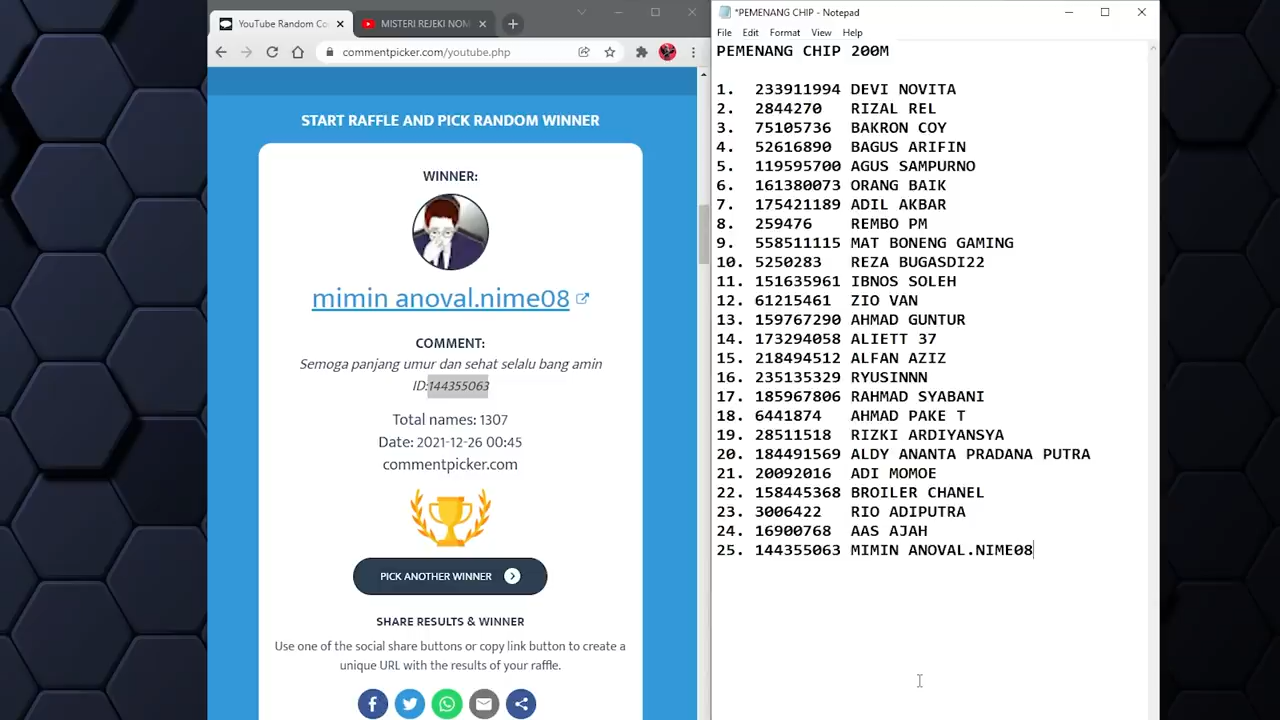 YouTube Random Co
MISTERI REJEKI NOM
commentpicker.com/youtube.php
START RAFFLE AND PICK RANDOM WINNER
WINNER:
mimin anoval.nime08
COMMENT:
Semoga panjang umur dan sehat selalu bang amin
ID:144355063
Total names: 1307
Date: 2021-12-26 00:45
commentpicker.com
PICK ANOTHER WINNER
SHARE RESULTS & WINNER
Use one of the social share buttons or copy link button to create a
unique URL with the results of your raffle.
*PEMENANG CHIP - Notepad
File Edit Format View Help
PEMENANG CHIP 200M
1. 233911994 DEVI NOVITA
2. 2844270 RIZAL REL
3. 75105736 BAKRON COY
4. 52616890 BAGUS ARIFIN
5. 119595700 AGUS SAMPURNO
6. 161380073 ORANG BAIK
7. 175421189 ADIL AKBAR
8. 259476 REMBO PM
9. 558511115 MAT BONENG GAMING
10. 5250283 REZA BUGASDI22
11. 151635961 IBNOS SOLEH
12. 61215461 ZIO VAN
13. 159767290 AHMAD GUNTUR
14. 173294058 ALIETT 37
15. 218494512 ALFAN AZIZ
16. 235135329 RYUSINNN
17. 185967806 RAHMAD SYABANI
18. 6441874 AHMAD PAKE T
19. 28511518 RIZKI ARDIYANSYA
20. 184491569 ALDY ANANTA PRADANA PUTRA
21. 20092016 ADI MOMOE
22. 158445368 BROILER CHANEL
23. 3006422 RIO ADIPUTRA
24. 16900768 AAS AJAH
25. 144355063 MIMIN ANOVAL.NIME08